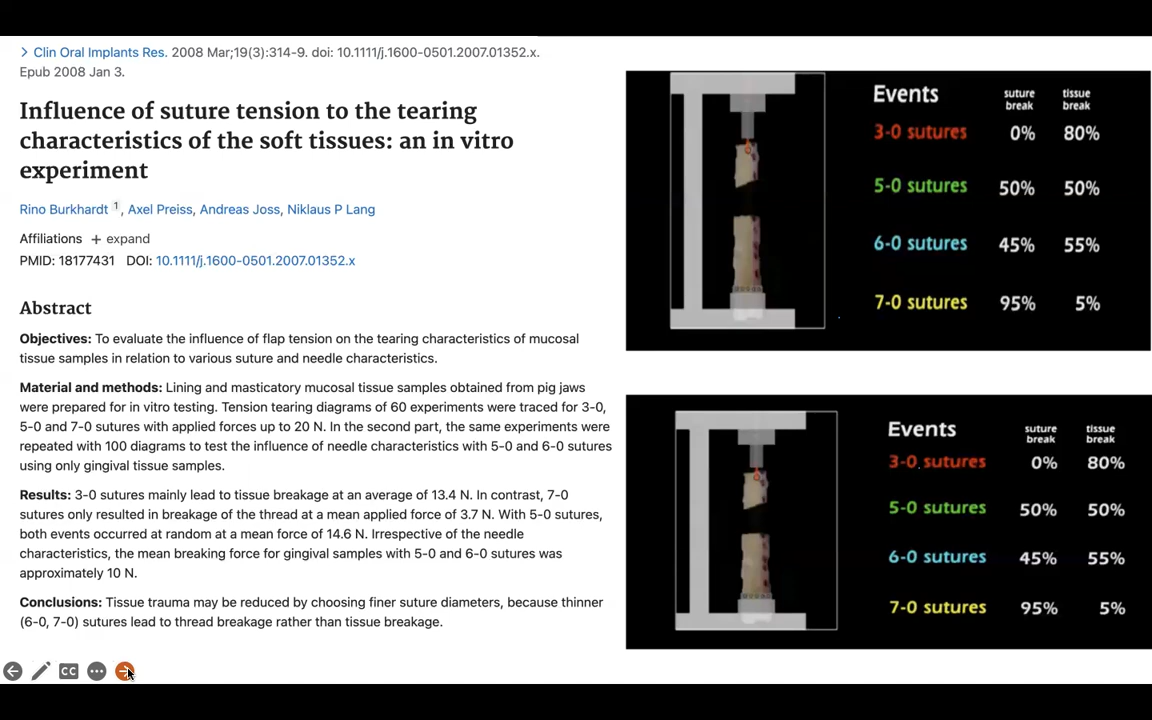 > Clin Oral Implants Res. 2008 Mar;19(3):314-9. doi: 10.1111/j.1600-0501.2007.01352.x.
Epub 2008 Jan 3.
Influence of suture tension to the tearing
characteristics of the soft tissues: an in vitro
experiment
Rino Burkhardt 1, Axel Preiss, Andreas Joss, Niklaus P Lang
Affiliations + expand
PMID: 18177431 DOI: 10.1111/j.1600-0501.2007.01352.x
Abstract
Objectives: To evaluate the influence of flap tension on the tearing characteristics of mucosal
tissue samples in relation to various suture and needle characteristics.
Material and methods: Lining and masticatory mucosal tissue samples obtained from pig jaws
were prepared for in vitro testing. Tension tearing diagrams of 60 experiments were traced for 3-0,
5-0 and 7-0 sutures with applied forces up to 20 N. In the second part, the same experiments were
repeated with 100 diagrams to test the influence of needle characteristics with 5-0 and 6-0 sutures
using only gingival tissue samples.
Results: 3-0 sutures mainly lead to tissue breakage at an average of 13.4 N. In contrast, 7-0
sutures only resulted in breakage of the thread at a mean applied force of 3.7 N. With 5-0 sutures,
both events occurred at random at a mean force of 14.6 N. Irrespective of the needle
characteristics, the mean breaking force for gingival samples with 5-0 and 6-0 sutures was
approximately 10 N.
Conclusions: Tissue trauma may be reduced by choosing finer suture diameters, because thinner
(6-0, 7-0) sutures lead to thread breakage rather than tissue breakage.
CC
Events suture break tissue break
3-0 sutures 0% 80%
5-0 sutures 50% 50%
6-0 sutures 45% 55%
7-0 sutures 95% 5%
Events suture break tissue break
3-0 sutures 0% 80%
5-0 sutures 50% 50%
6-0 sutures 45% 55%
7-0 sutures 95% 5%